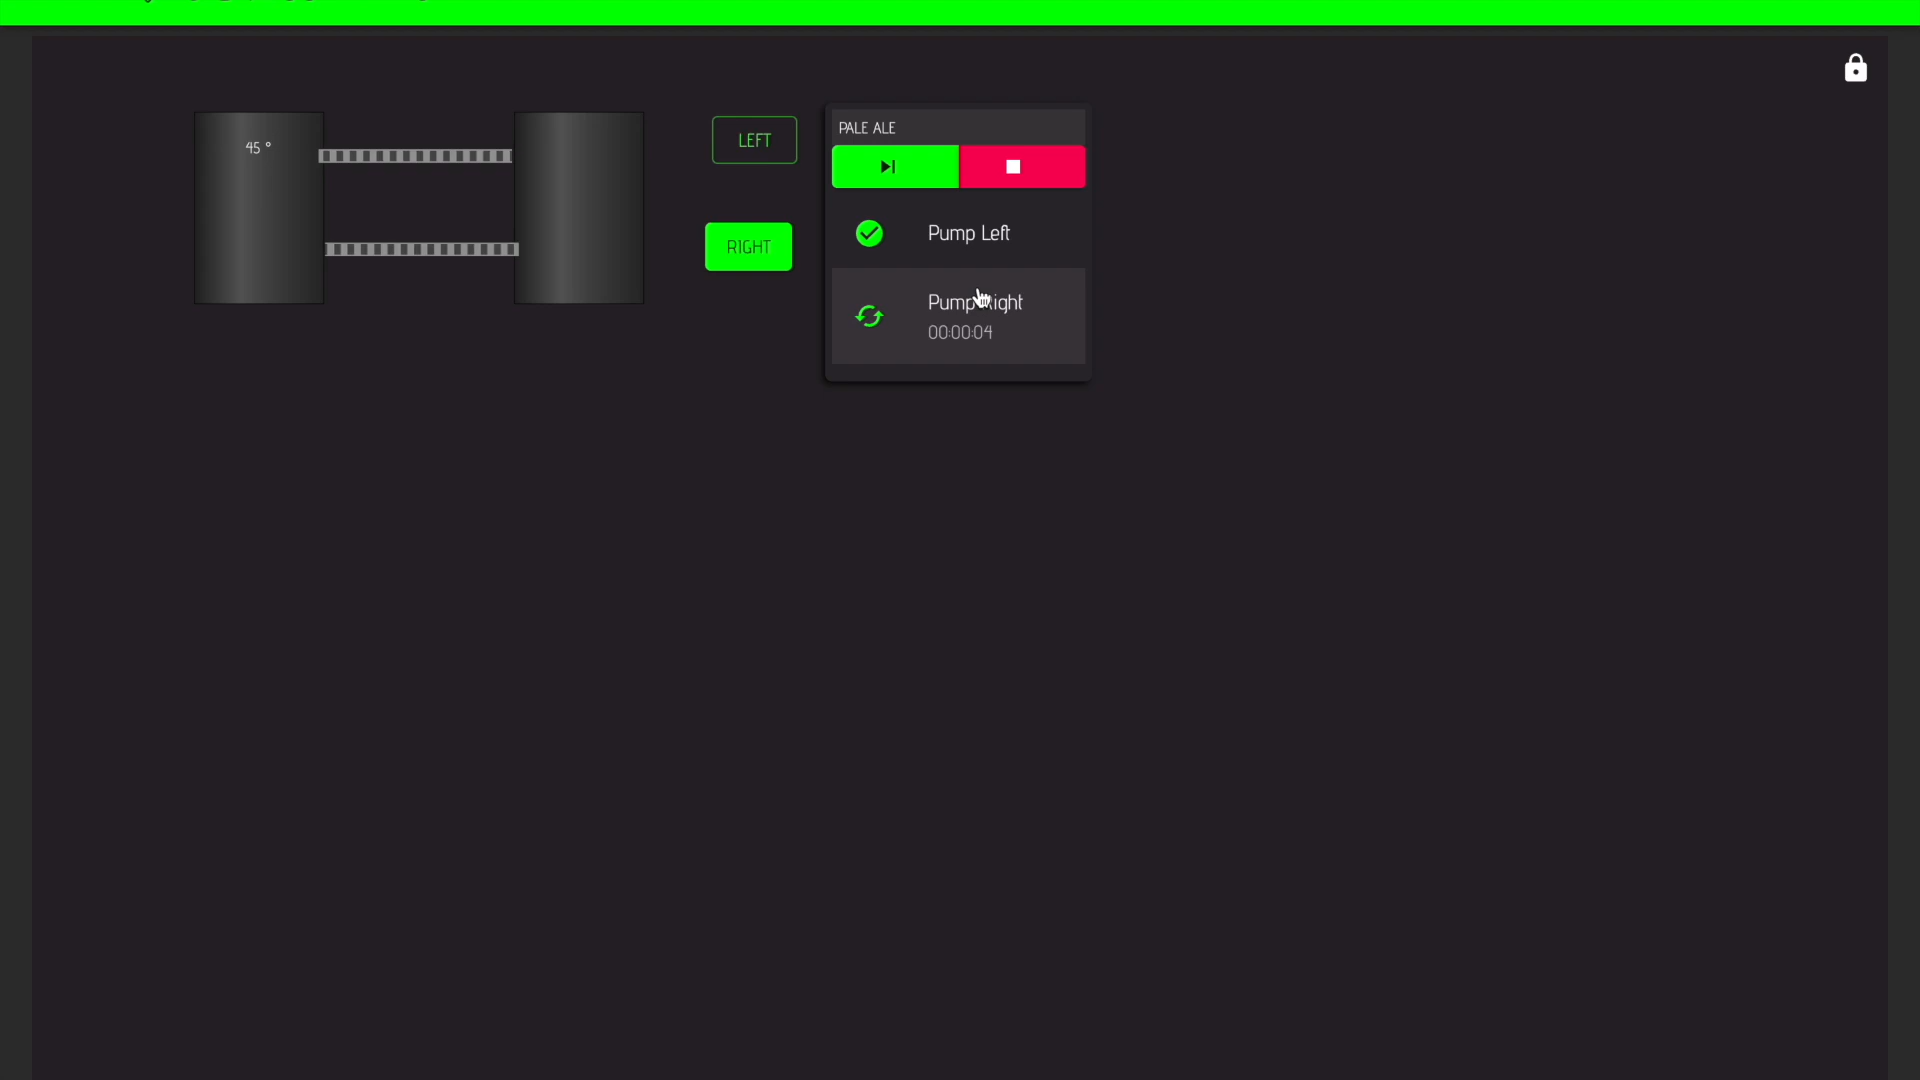 45 °
LEFT
RIGHT
PALE ALE
Pump Left
Pump Right
00:00:04